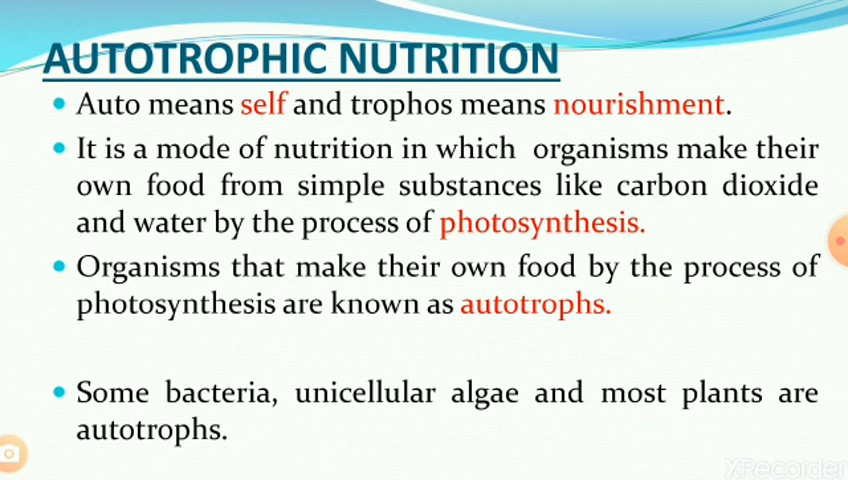 AUTOTROPHIC NUTRITION
• Auto means self and trophos means nourishment.
• It is a mode of nutrition in which organisms make their
own food from simple substances like carbon dioxide
and water by the process of photosynthesis.
• Organisms that make their own food by the process of
photosynthesis are known as autotrophs.
• Some bacteria, unicellular algae and most plants are
autotrophs.
XRecorder